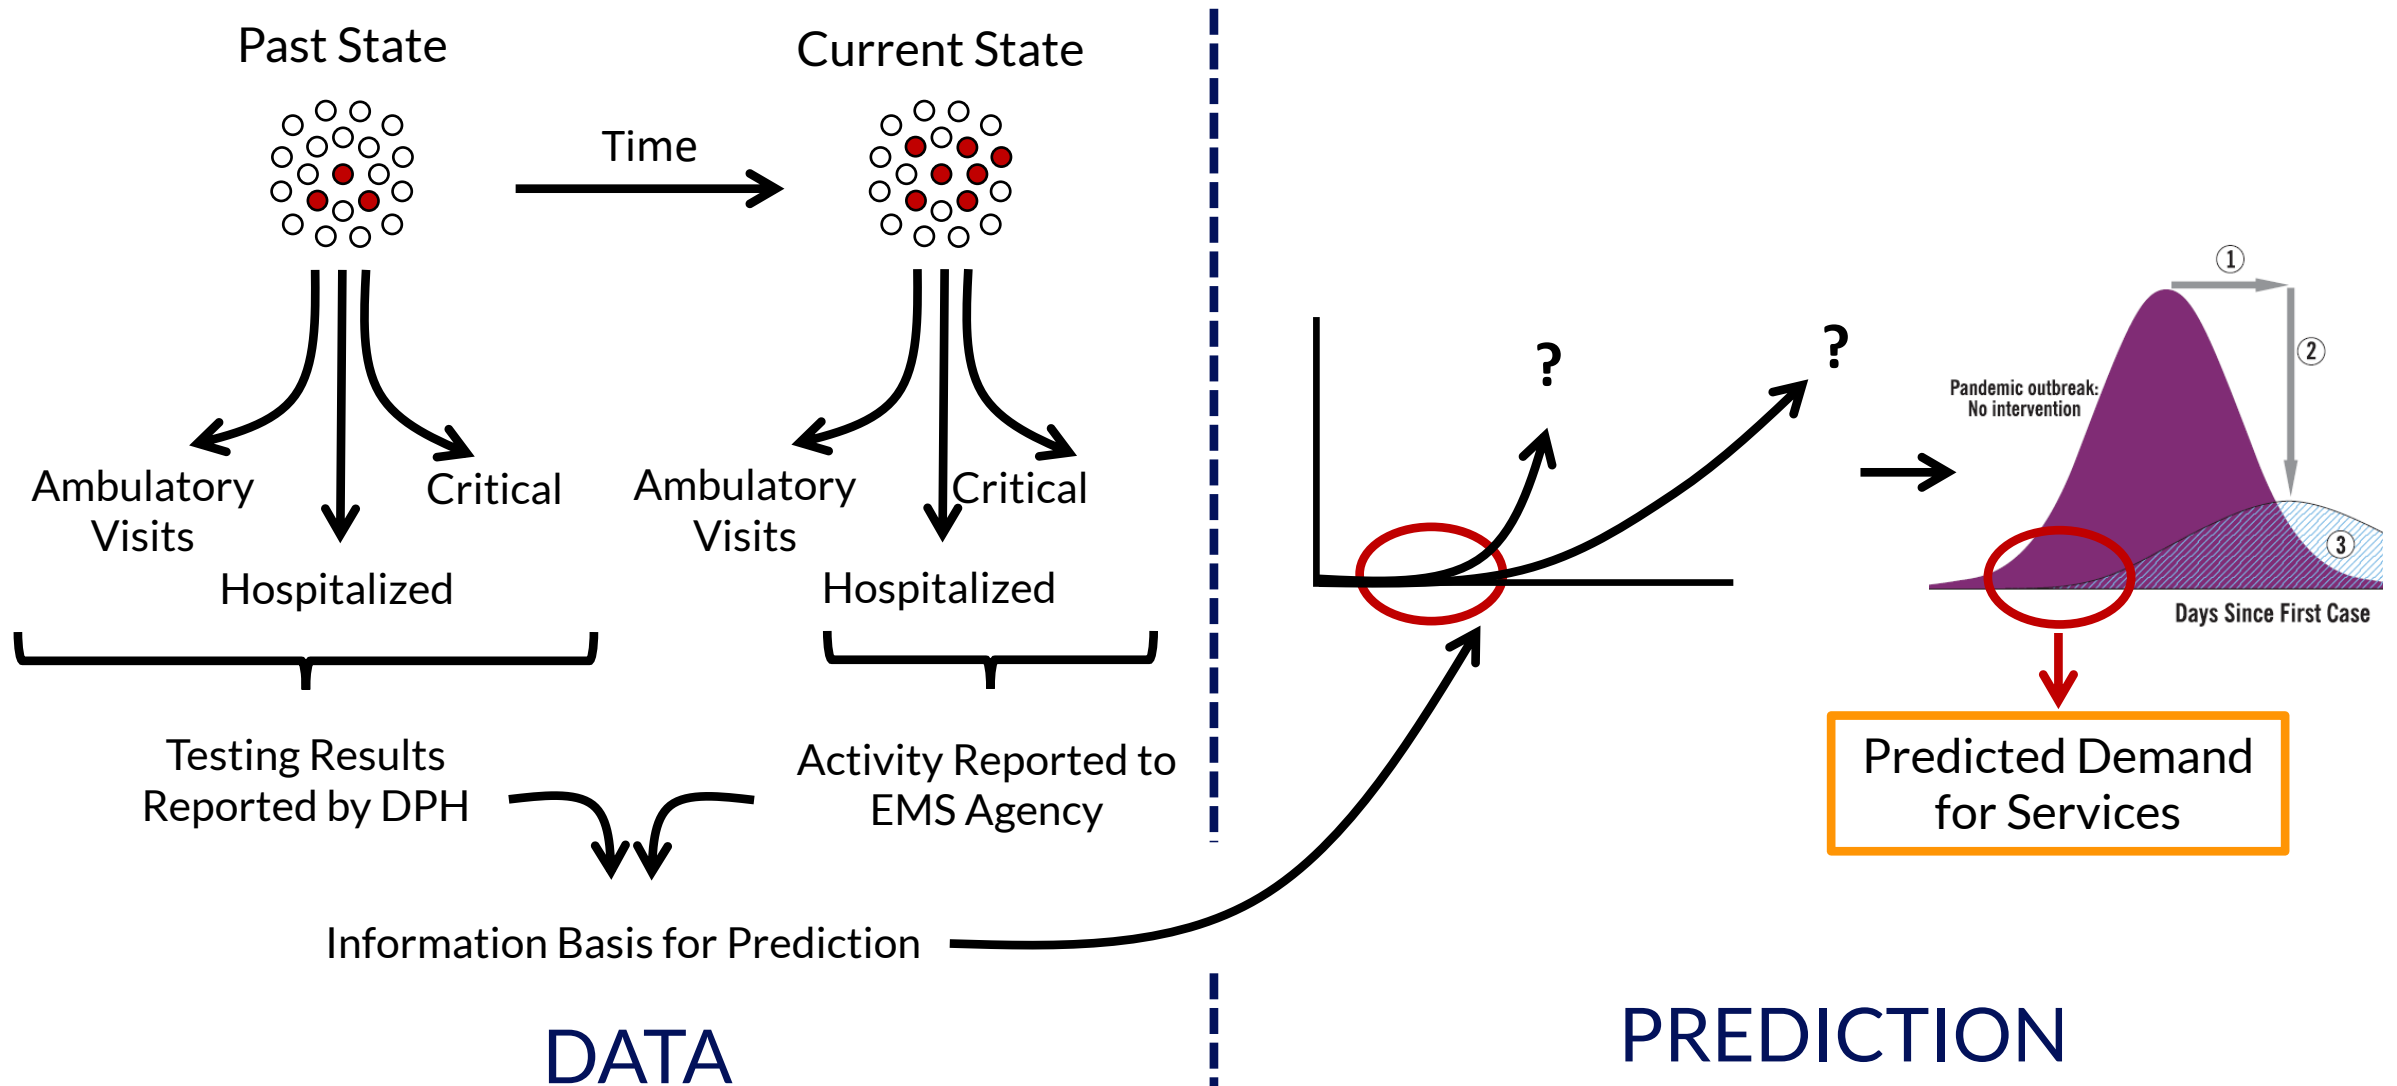 Past State
Current State
Time
Ambulatory
Visits
Critical
Hospitalized
Ambulatory
Visits
Critical
Hospitalized
Testing Results
Reported by DPH
Activity Reported to
EMS Agency
Information Basis for Prediction
DATA
?
?
1
2
Pandemic outbreak:
No intervention
3
Days Since First Case
Predicted Demand
for Services
PREDICTION